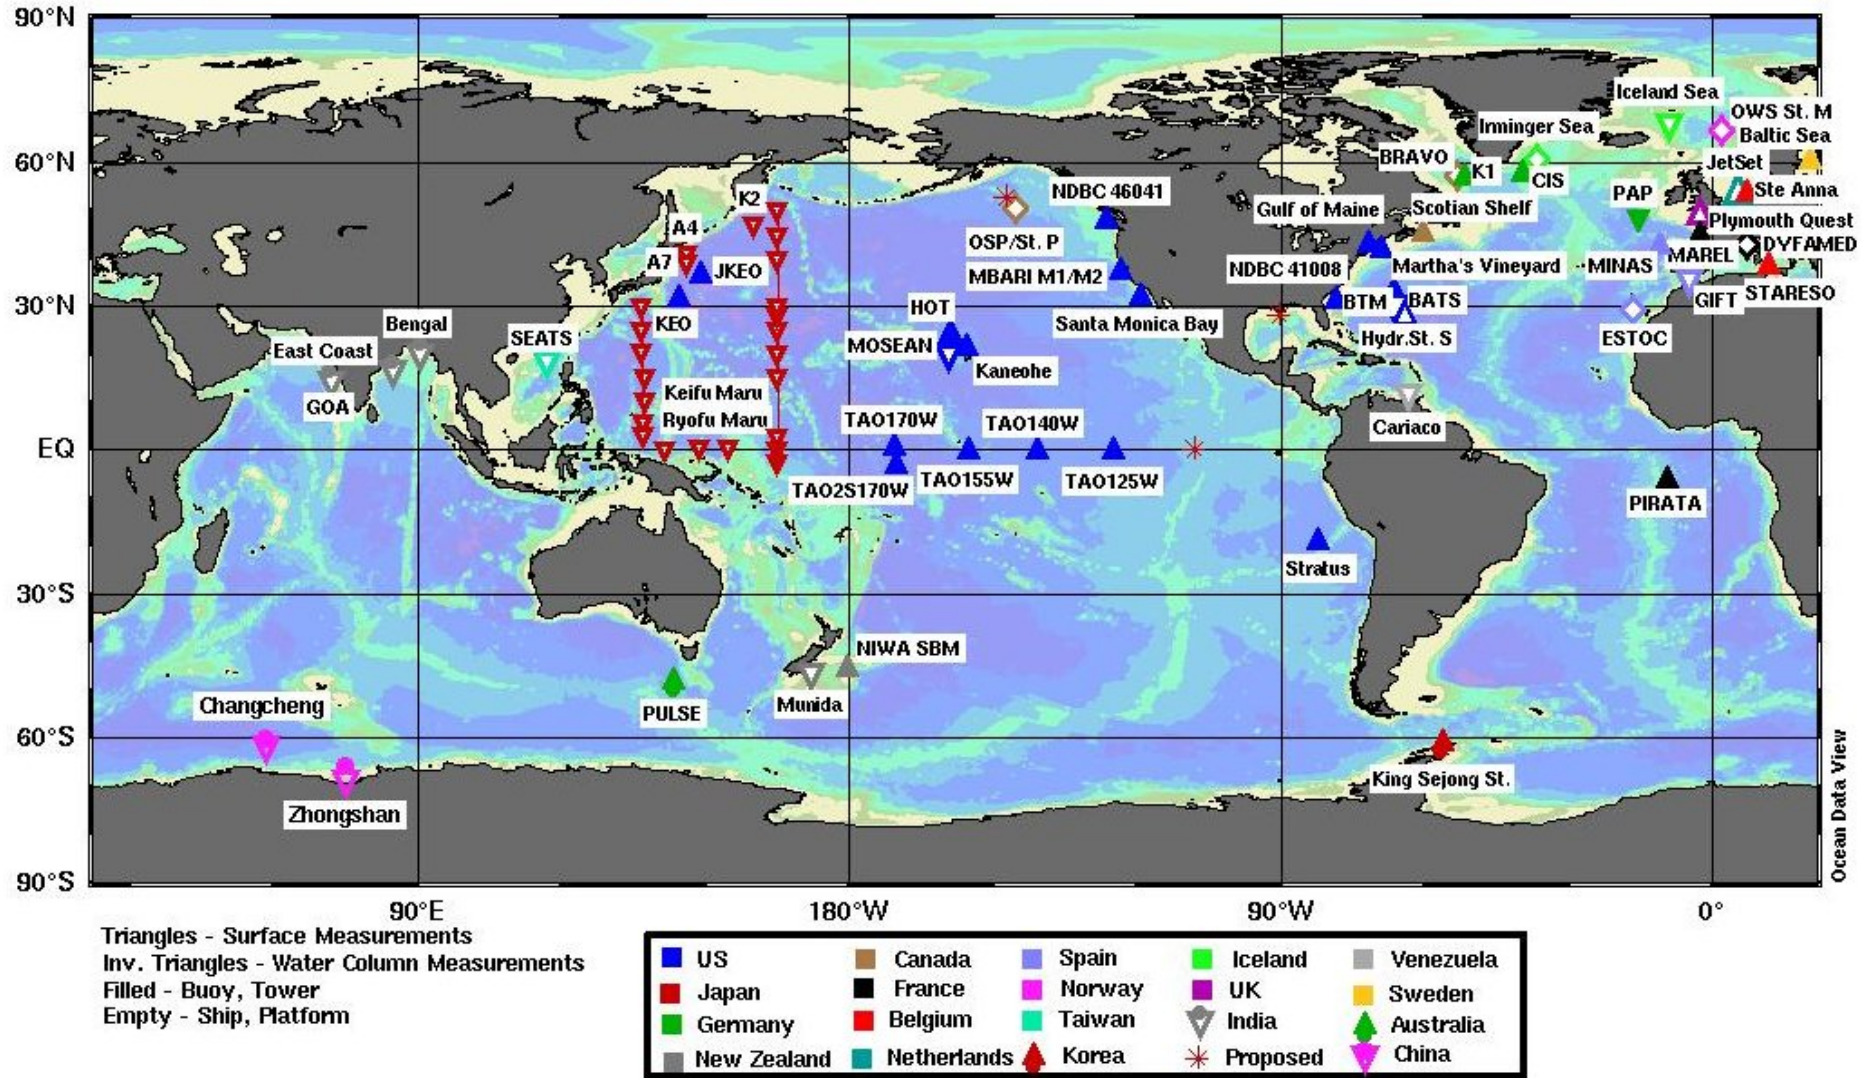 90°N
Iceland Sea
OWS St. M
Irminger Sea
Baltic Sea
60°N
BRAVO
K1
CIS
JetSet
Ste Anna
K2
NDBC 46041
PAP
Gulf of Maine
Scotian Shelf
Plymouth Quest
A4
OSP/St. P
DYFAMED
A7
JKEO
MBARI M1/M2
NDBC 41008
Martha's Vineyard
MINAS
MAREL
30°N
KEO
HOT
BTM
BATS
GIFT
STARESO
Bengal
Santa Monica Bay
SEATS
Hydr.St. S
ESTOC
East Coast
MOSEAN
Kaneohe
GOA
Keifu Maru
Ryofu Maru
TAO170W
TAO140W
Cariaco
EQ
TAO2S170W
TAO155W
TAO125W
PIRATA
Stratus
30°S
NIWA SBM
Changcheng
PULSE
Munida
60°S
King Sejong St.
Zhongshan
90°S
90°E
180°W
90°W
0°
Ocean Data View
Triangles - Surface Measurements
Inv. Triangles - Water Column Measurements
Filled - Buoy, Tower
Empty - Ship, Platform
US
Canada
Spain
Iceland
Venezuela
Japan
France
Norway
UK
Sweden
Germany
Belgium
Taiwan
India
Australia
New Zealand
Netherlands
Korea
Proposed
China